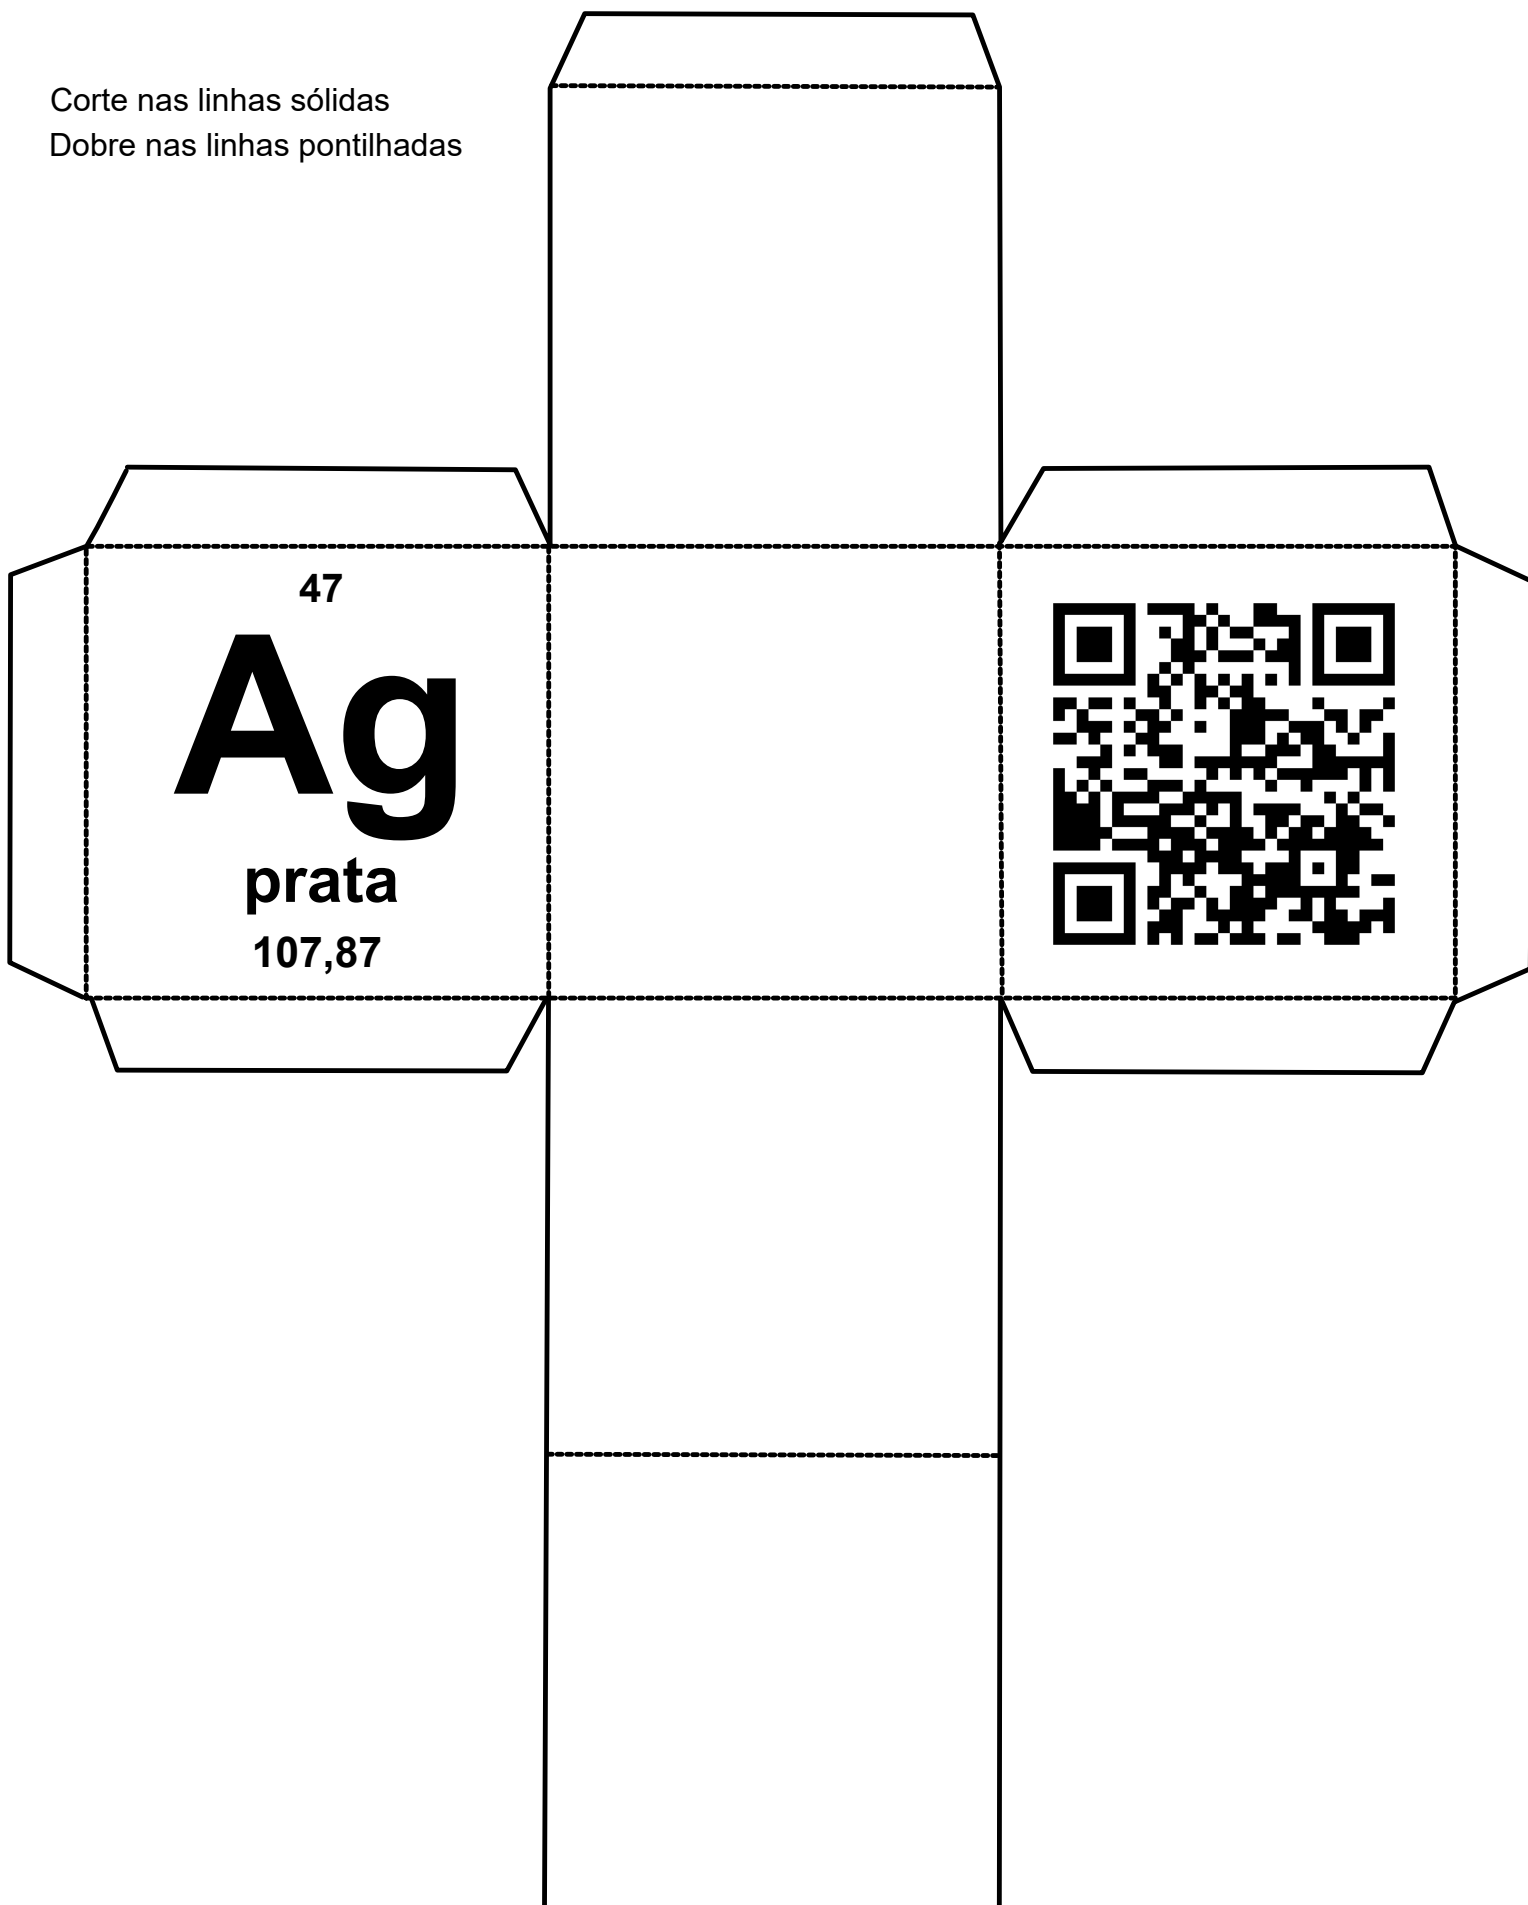 Corte nas linhas sólidas
Dobre nas linhas pontilhadas
47
Ag
prata
107,87